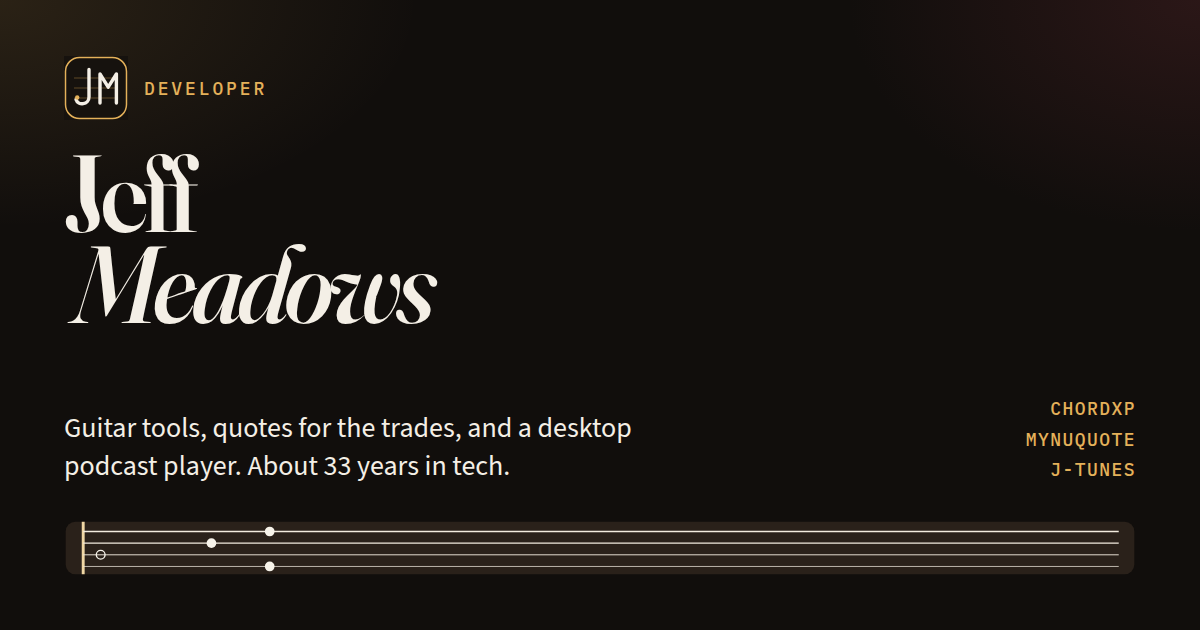 JM
DEVELOPER
Jeff
Meadows
Guitar tools, quotes for the trades, and a desktop
podcast player. About 33 years in tech.
CHORDXP
MYNUQUOTE
J-TUNES